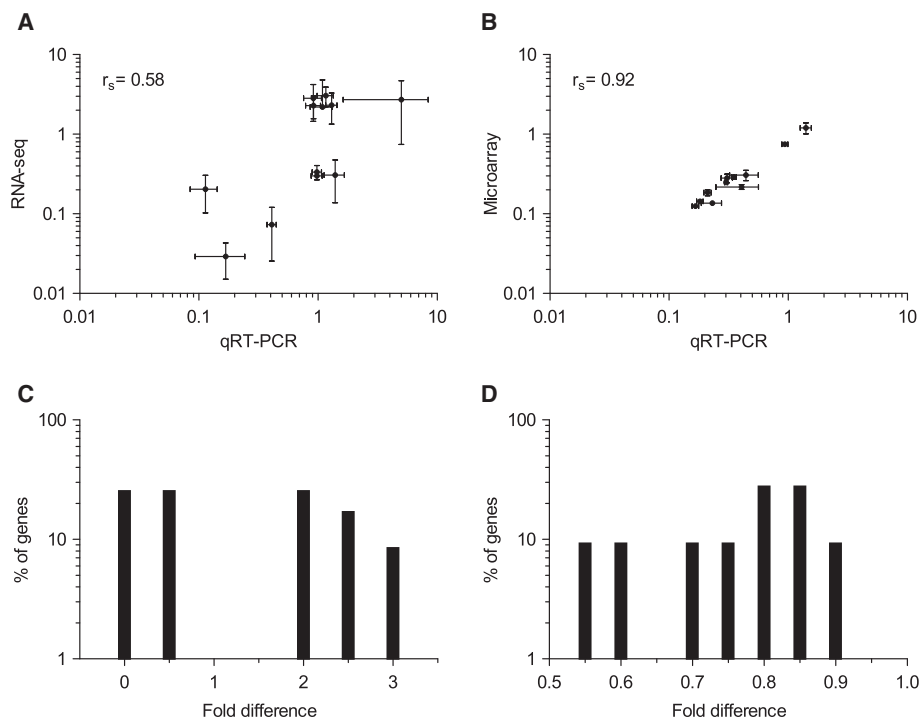 A
RNA-seq
10
1
0.1
0.01
rs= 0.58
0.01 0.1 1 10
qRT-PCR
B
Microarray
10
1
0.1
0.01
rs= 0.92
0.01 0.1 1 10
qRT-PCR
C
% of genes
100
10
1
0 1 2 3
Fold difference
D
% of genes
100
10
1
0.5 0.6 0.7 0.8 0.9 1.0
Fold difference